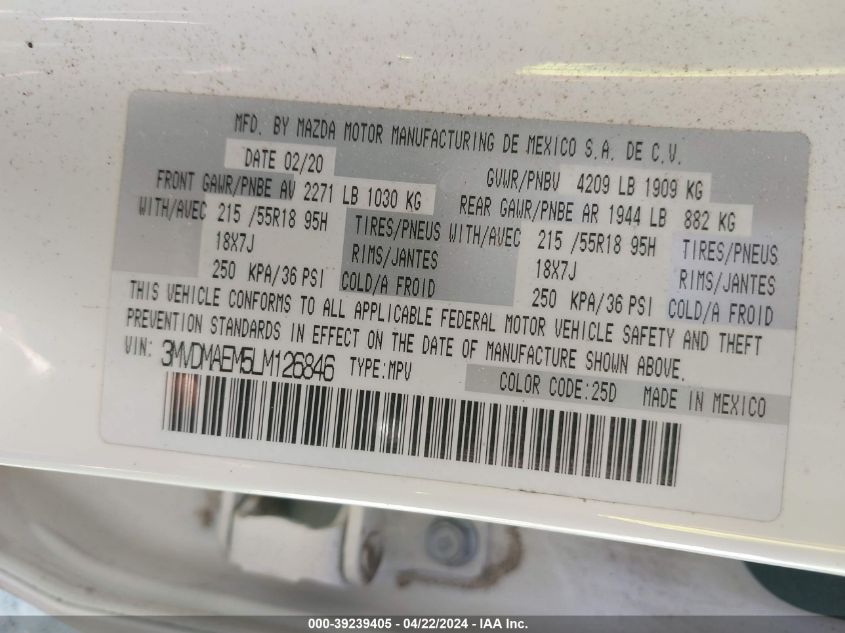 MFD. BY MAZDA MOTOR MANUFACTURING DE MEXICO S.A. DE C.V.
DATE 02/20 GVWR/PNBV 4209 LB 1909 KG
FRONT GAWR/PNBE AV 2271 LB 1030 KG REAR GAWR/PNBE AR 1944 LB 882 KG
WITH/AVEC 215 /55R18 95H TIRES/PNEUS WITH/AVEC 215 /55R18 95H TIRES/PNEUS
18X7J RIMS/JANTES 18X7J RIMS/JANTES
250 KPA/36 PSI COLD/A FROID 250 KPA/36 PSI COLD/A FROID
THIS VEHICLE CONFORMS TO ALL APPLICABLE FEDERAL MOTOR VEHICLE SAFETY AND THEFT
PREVENTION STANDARDS IN EFFECT ON THE DATE OF MANUFACTURE SHOWN ABOVE.
VIN: 3MVDMAEM5LM126846 TYPE:MPV
COLOR CODE:25D MADE IN MEXICO
000-39239405 - 04/22/2024 - IAA Inc.